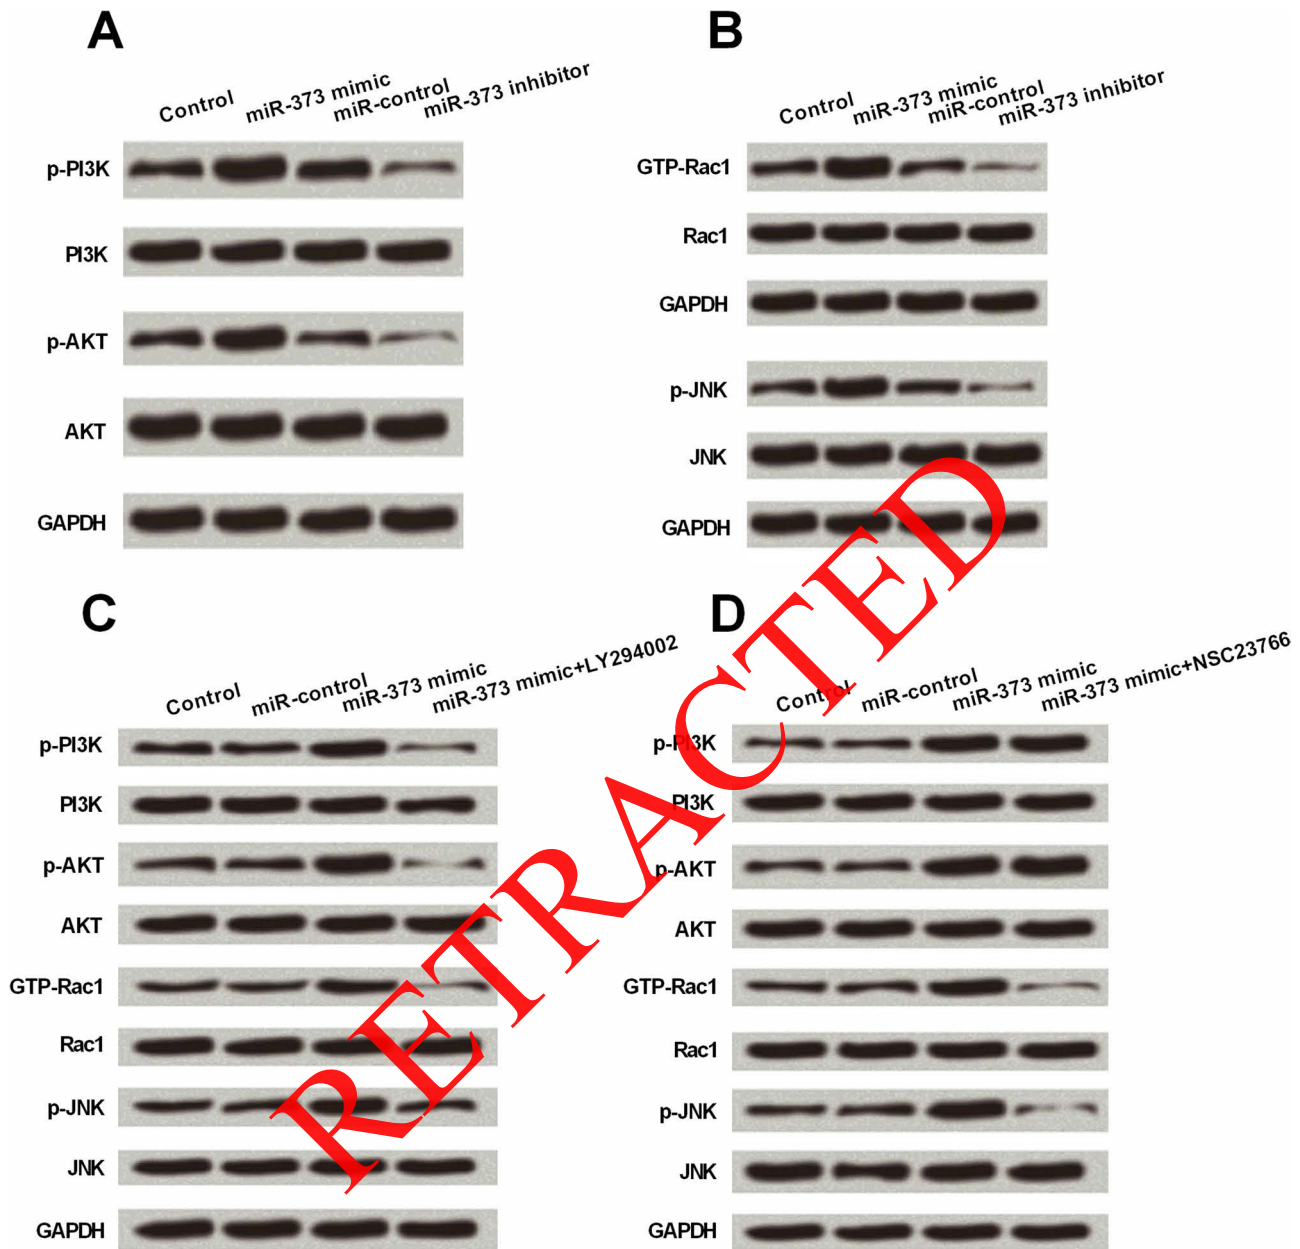 A
Control
miR-373 mimic
miR-control
miR-373 inhibitor
p-PI3K
PI3K
p-AKT
AKT
GAPDH
B
Control
miR-373 mimic
miR-control
miR-373 inhibitor
GTP-Rac1
Rac1
GAPDH
p-JNK
JNK
GAPDH
C
Control
miR-control
miR-373 mimic
miR-373 mimic+LY294002
p-PI3K
PI3K
p-AKT
AKT
GTP-Rac1
Rac1
p-JNK
JNK
GAPDH
D
Control
miR-control
miR-373 mimic
miR-373 mimic+NSC23766
p-PI3K
PI3K
p-AKT
AKT
GTP-Rac1
Rac1
p-JNK
JNK
GAPDH
RETRACTED